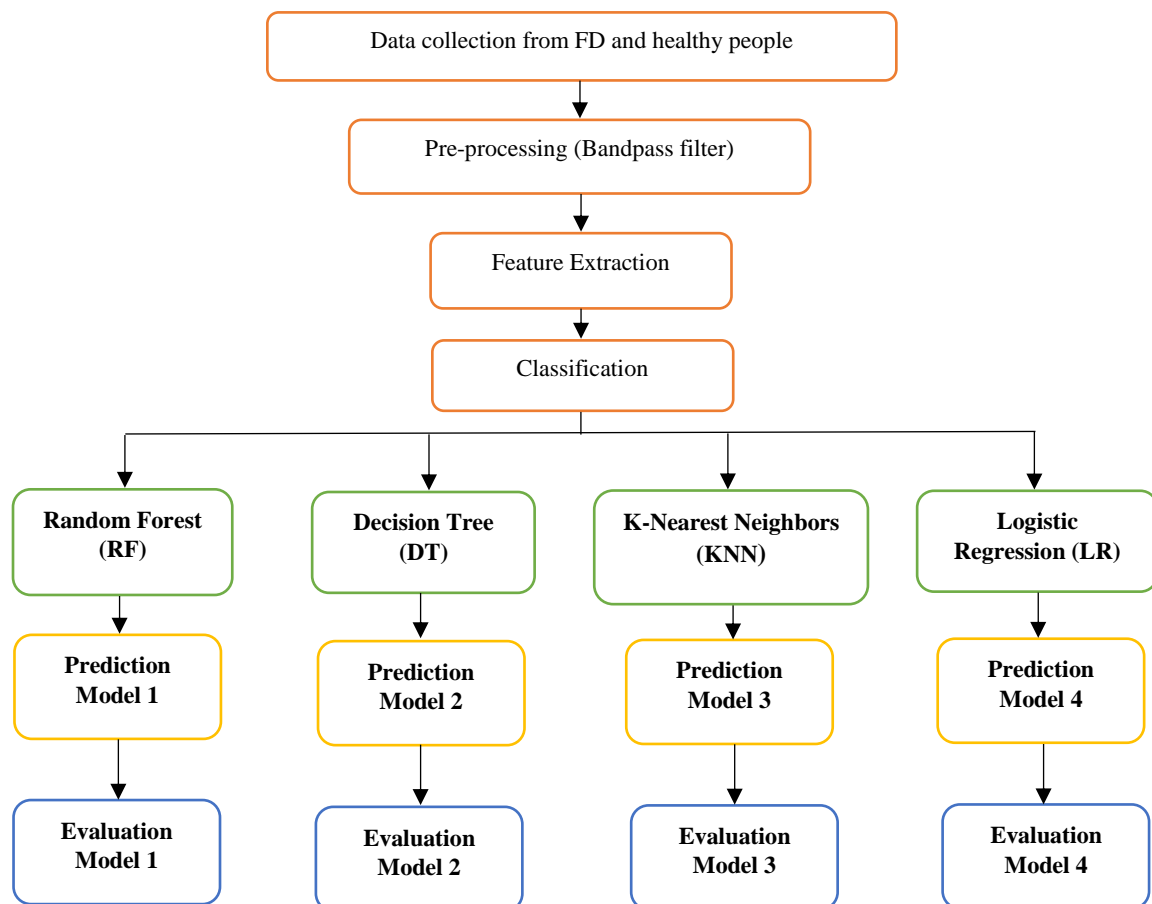 Data collection from FD and healthy people
Pre-processing (Bandpass filter)
Feature Extraction
Classification
Random Forest
(RF)
Decision Tree
(DT)
K-Nearest Neighbors
(KNN)
Logistic
Regression (LR)
Prediction
Model 1
Prediction
Model 2
Prediction
Model 3
Prediction
Model 4
Evaluation
Model 1
Evaluation
Model 2
Evaluation
Model 3
Evaluation
Model 4